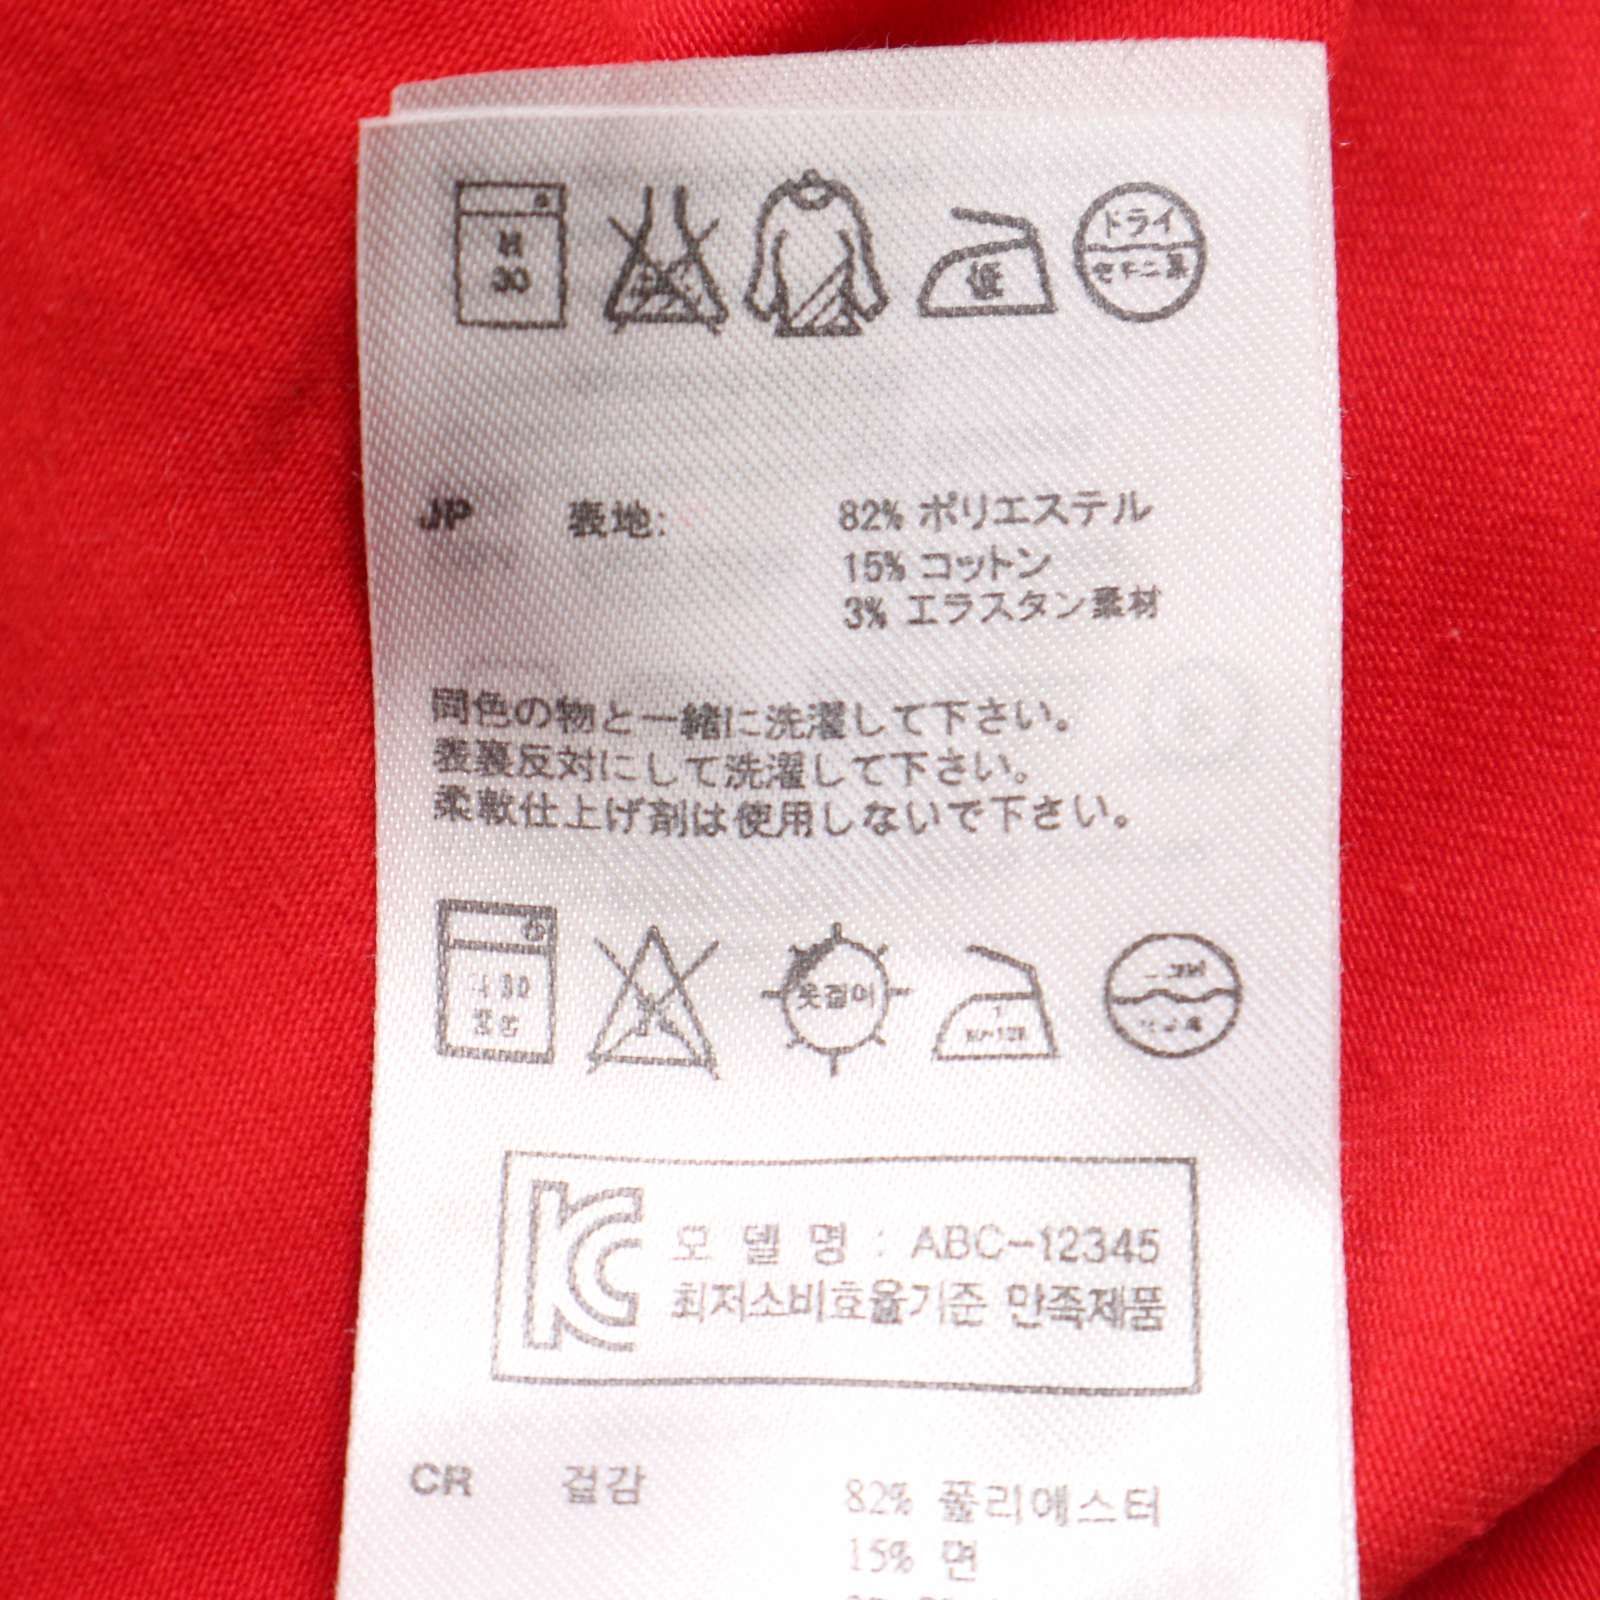 30
低
ドライ
JP 表地: 82% ポリエステル
15% コットン
3% エラスタン素材
同色の物と一緒に洗濯して下さい。
表裏反対にして洗濯して下さい。
柔軟仕上げ剤は使用しないで下さい。
옷걸이
모 델 명 : ABC-12345
최저소비효율기준 만족제품
CR 겉감 82% 폴리에스터
15% 면